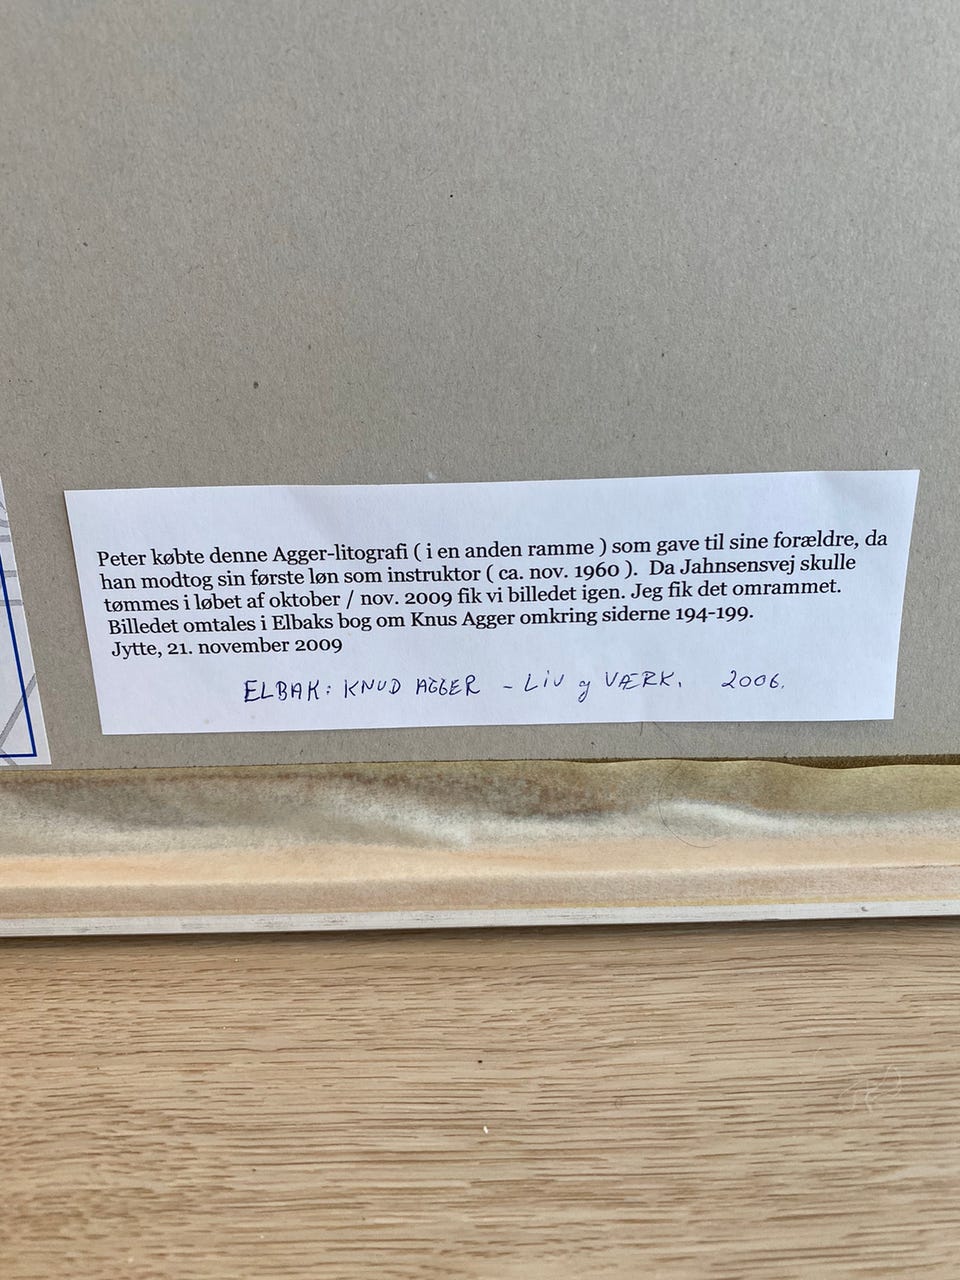 Peter købte denne Agger-litografi ( i en anden ramme ) som gave til sine forældre, da
han modtog sin første løn som instruktor ( ca. nov. 1960 ).  Da Jahnsensvej skulle
tømmes i løbet af oktober / nov. 2009 fik vi billedet igen. Jeg fik det omrammet.
Billedet omtales i Elbaks bog om Knus Agger omkring siderne 194-199.
Jytte, 21. november 2009
ELBAK: KNUD AGGER - LIV og VÆRK. 2006.